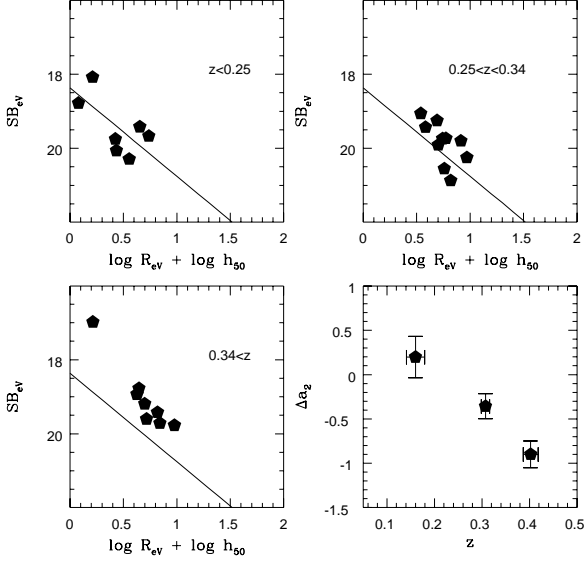 z<0.25
18
20
SB_eV
0 0.5 1 1.5 2
log R_eV + log h_50
0.25<z<0.34
18
20
SB_eV
0 0.5 1 1.5 2
log R_eV + log h_50
0.34<z
18
20
SB_eV
0 0.5 1 1.5 2
log R_eV + log h_50
1
0.5
0
-0.5
-1
-1.5
Δa_2
0.1 0.2 0.3 0.4 0.5
z